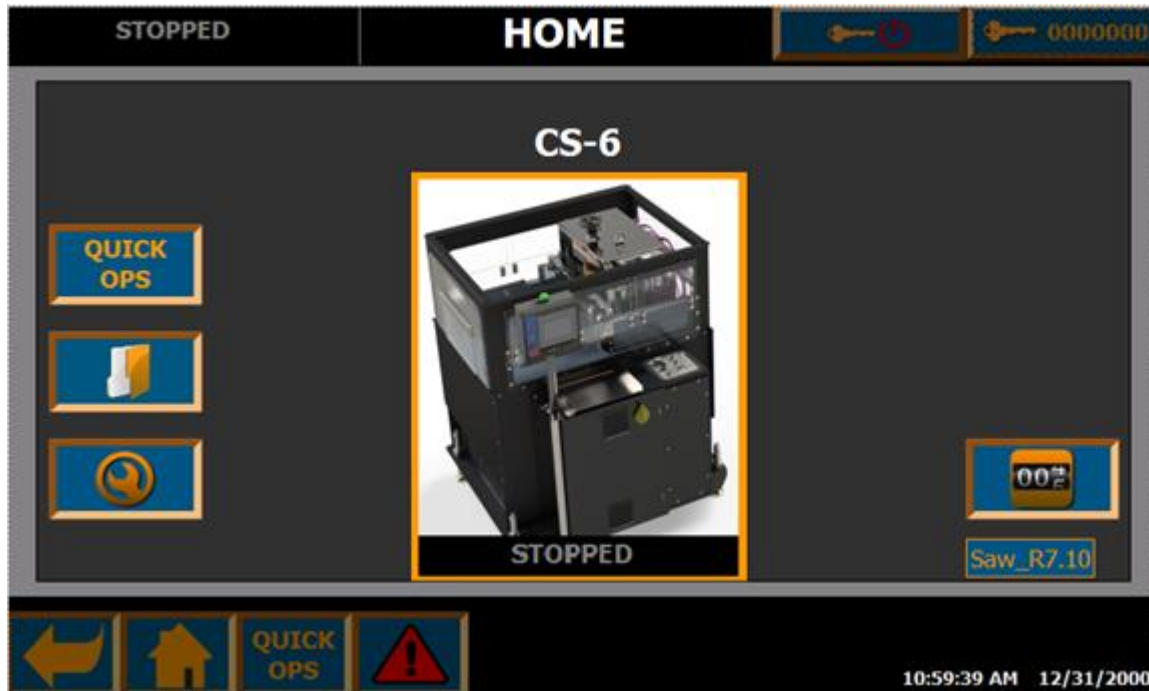 STOPPED
HOME
0000000
CS-6
QUICK
OPS
STOPPED
Saw_R7.10
QUICK
OPS
10:59:39 AM 12/31/2000